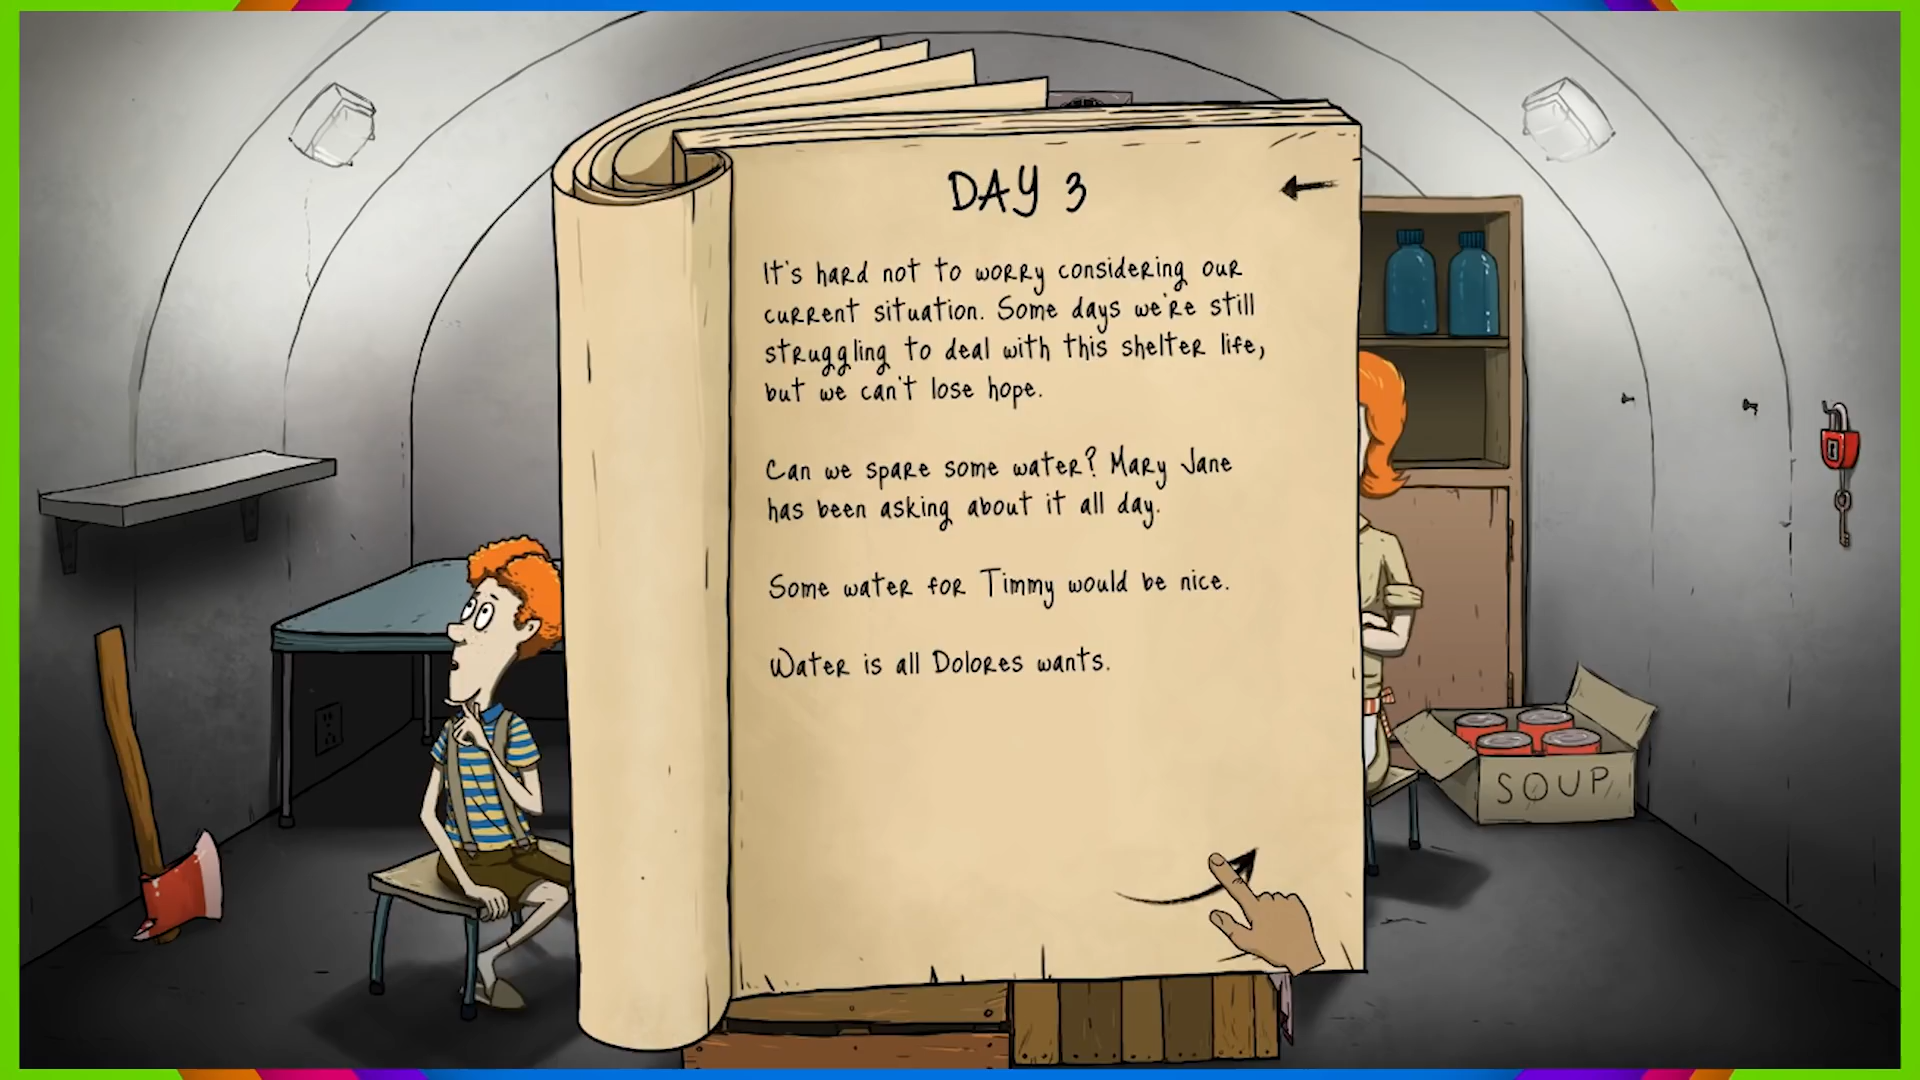 DAY 3
It's hard not to worry considering our
current situation. Some days we're still
struggling to deal with this shelter life,
but we can't lose hope.
Can we spare some water? Mary Jane
has been asking about it all day.
Some water for Timmy would be nice.
Water is all Dolores wants.
SOUP